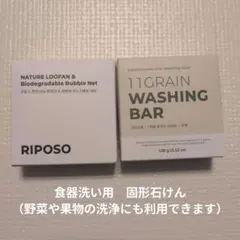 NATURE LOOFAN &
Biodegradable Bubble Net
RIPOSO
11GRAIN
WASHING
BAR
食器洗い用 固形石けん
（野菜や果物の洗浄にも利用できます）